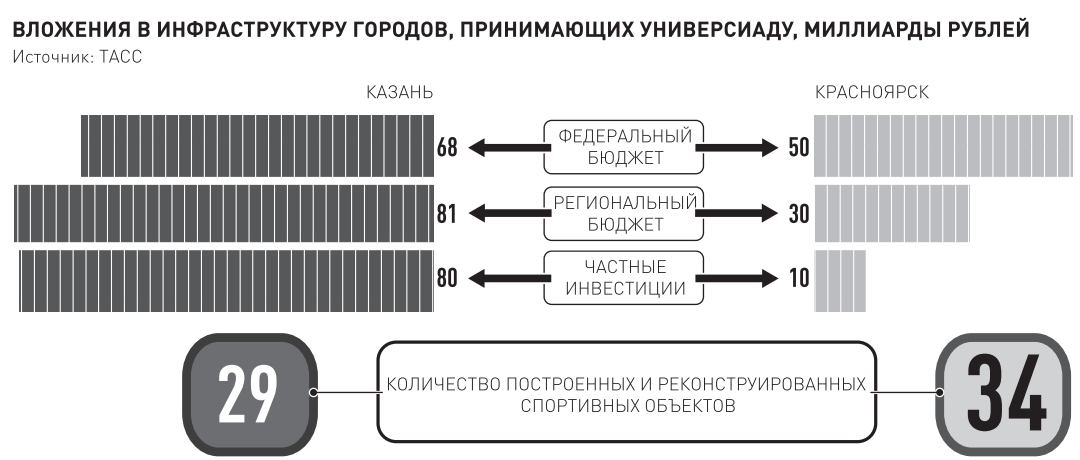 ВЛОЖЕНИЯ В ИНФРАСТРУКТУРУ ГОРОДОВ, ПРИНИМАЮЩИХ УНИВЕРСИАДУ, МИЛЛИАРДЫ РУБЛЕЙ
Источник: ТАСС
КАЗАНЬ
КРАСНОЯРСК
68
ФЕДЕРАЛЬНЫЙ
БЮДЖЕТ
50
81
РЕГИОНАЛЬНЫЙ
БЮДЖЕТ
30
80
ЧАСТНЫЕ
ИНВЕСТИЦИИ
10
29
КОЛИЧЕСТВО ПОСТРОЕННЫХ И РЕКОНСТРУИРОВАННЫХ
СПОРТИВНЫХ ОБЪЕКТОВ
34